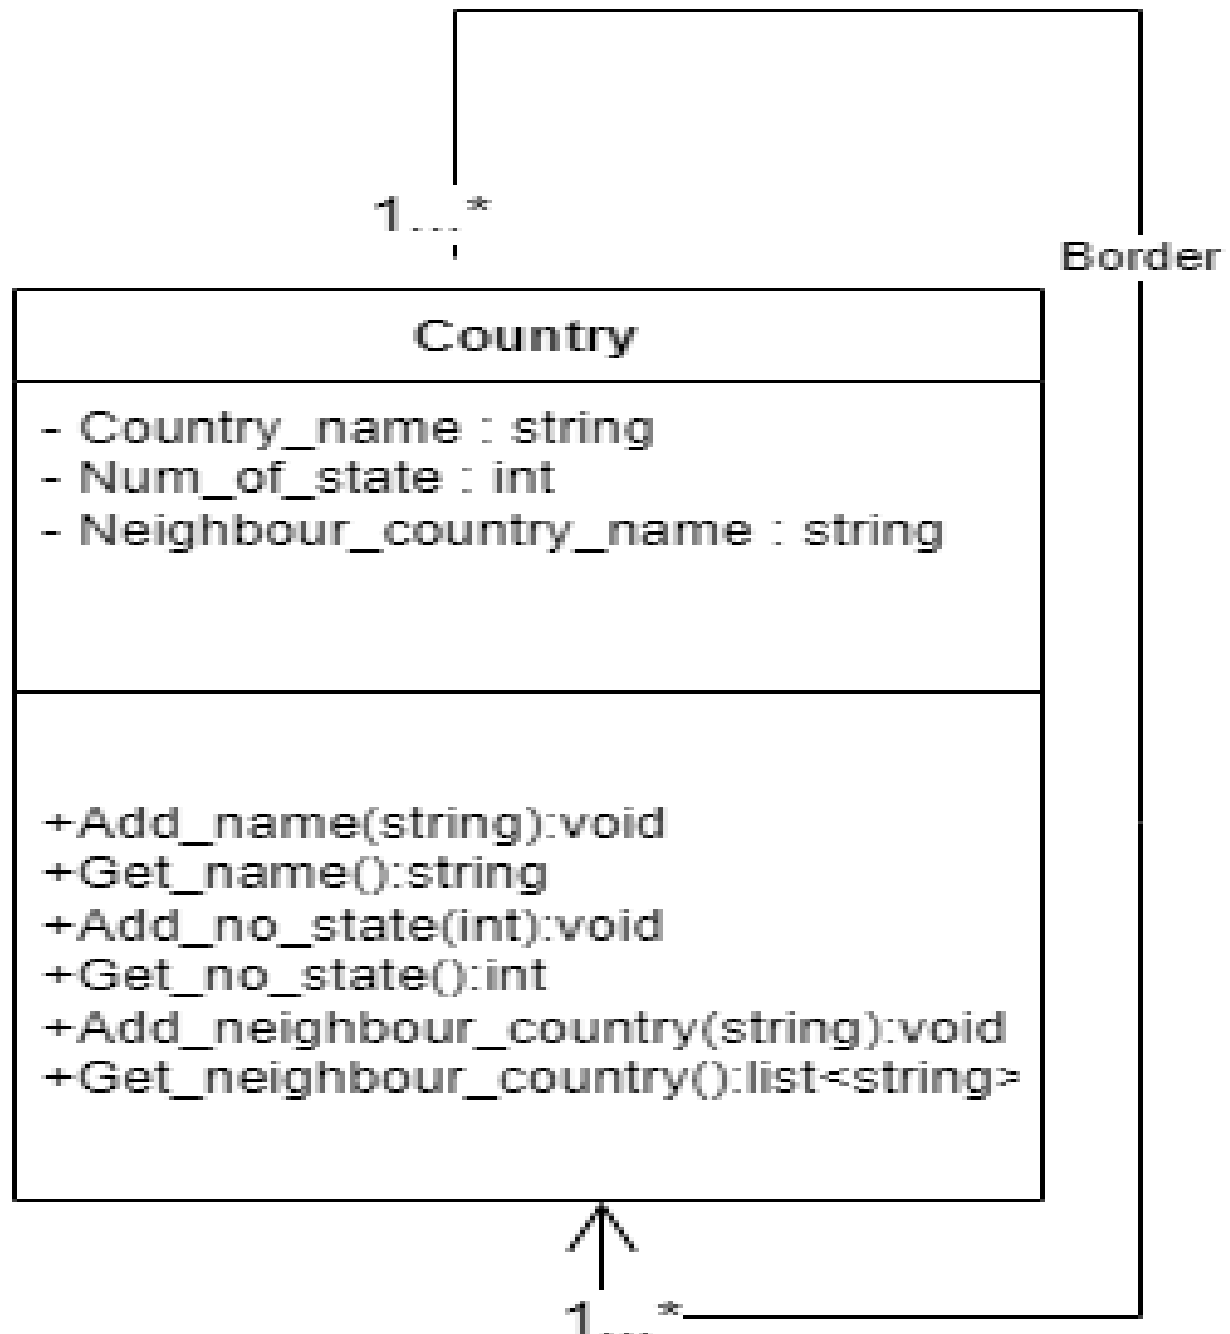 1....*
Border
Country
- Country_name : string
- Num_of_state : int
- Neighbour_country_name : string
+Add_name(string):void
+Get_name():string
+Add_no_state(int):void
+Get_no_state():int
+Add_neighbour_country(string):void
+Get_neighbour_country():list<string>
1....*